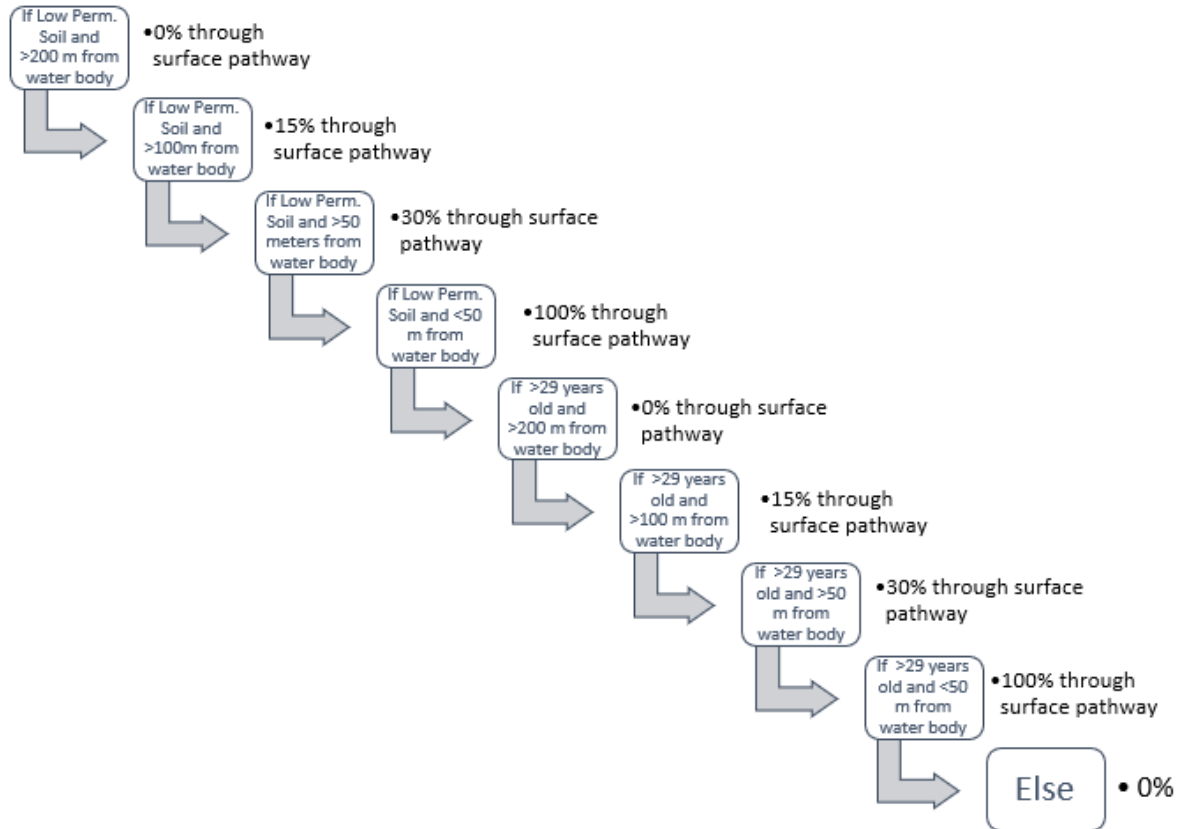 If Low Perm.
Soil and
>200 m from
water body
•0% through
surface pathway
If Low Perm.
Soil and
>100m from
water body
•15% through
surface pathway
If Low Perm.
Soil and >50
meters from
water body
•30% through surface
pathway
If Low Perm.
Soil and <50
m from
water body
•100% through
surface pathway
If >29 years
old and
>200 m from
water body
•0% through surface
pathway
If >29 years
old and
>100 m from
water body
•15% through
surface pathway
If >29 years
old and >50
m from
water body
•30% through surface
pathway
If >29 years
old and <50
m from
water body
•100% through
surface pathway
Else
• 0%